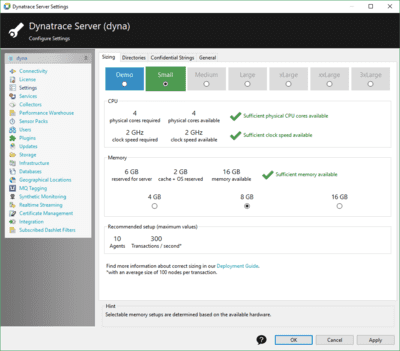 Dynatrace Server Settings
Dynatrace Server (dyna)
Configure Settings
dyna
Connectivity
License
Settings
Services
Collectors
Performance Warehouse
Sensor Packs
Users
Plugins
Updates
Storage
Infrastructure
Databases
Geographical Locations
MQ Tagging
Synthetic Monitoring
Realtime Streaming
Certificate Management
Integration
Subscribed Dashlet Filters
Sizing Directories Confidential Strings General
Demo Small Medium Large xLarge xxLarge 3xLarge
CPU
4 4 Sufficient physical CPU cores available
physical cores required physical cores available
2 GHz 2 GHz Sufficient clock speed available
clock speed required clock speed available
Memory
6 GB 2 GB 16 GB Sufficient memory available
reserved for server cache + OS reserved memory available
4 GB 8 GB 16 GB
Recommended setup (maximum values)
10 300
Agents Transactions / second*
Find more information about correct sizing in our Deployment Guide.
*with an average size of 100 nodes per transaction.
Hint
Selectable memory setups are determined based on the available hardware.
? OK Cancel Apply